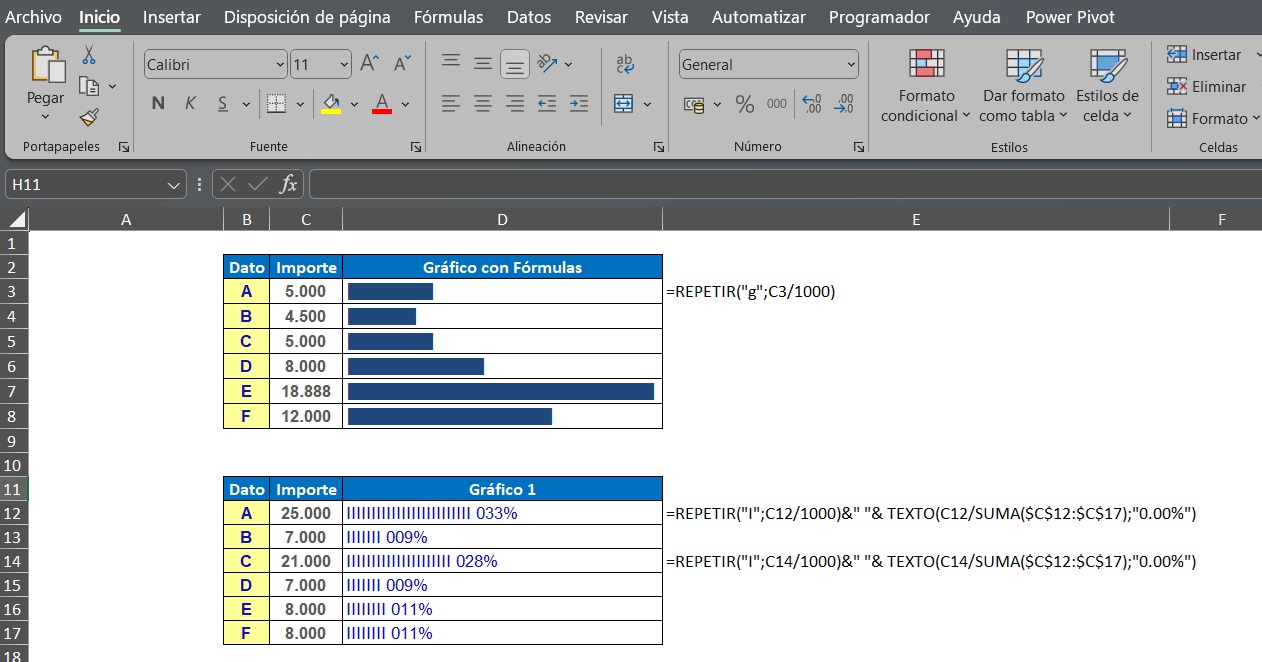 Archivo Inicio Insertar Disposición de página Fórmulas Datos Revisar Vista Automatizar Programador Ayuda Power Pivot
Calibri 11 A A ab General Insertar
Pegar Formato condicional Dar formato como tabla Estilos de celda Eliminar
N K S A % 000 ,00 ,00 Formato
Portapapeles Fuente Alineación Número Estilos Celdas
H11 fx
A B C D E F
1
2 Dato Importe Gráfico con Fórmulas
3 A 5.000 =REPETIR("g";C3/1000)
4 B 4.500
5 C 5.000
6 D 8.000
7 E 18.888
8 F 12.000
9
10
11 Dato Importe Gráfico 1
12 A 25.000 IIIIIIIIIIIIIIIIIIIIIIIII 033% =REPETIR("I";C12/1000)&" "& TEXTO(C12/SUMA($C$12:$C$17);"0.00%")
13 B 7.000 IIIIIII 009%
14 C 21.000 IIIIIIIIIIIIIIIIIIIII 028% =REPETIR("I";C14/1000)&" "& TEXTO(C14/SUMA($C$12:$C$17);"0.00%")
15 D 7.000 IIIIIII 009%
16 E 8.000 IIIIIIII 011%
17 F 8.000 IIIIIIII 011%
18